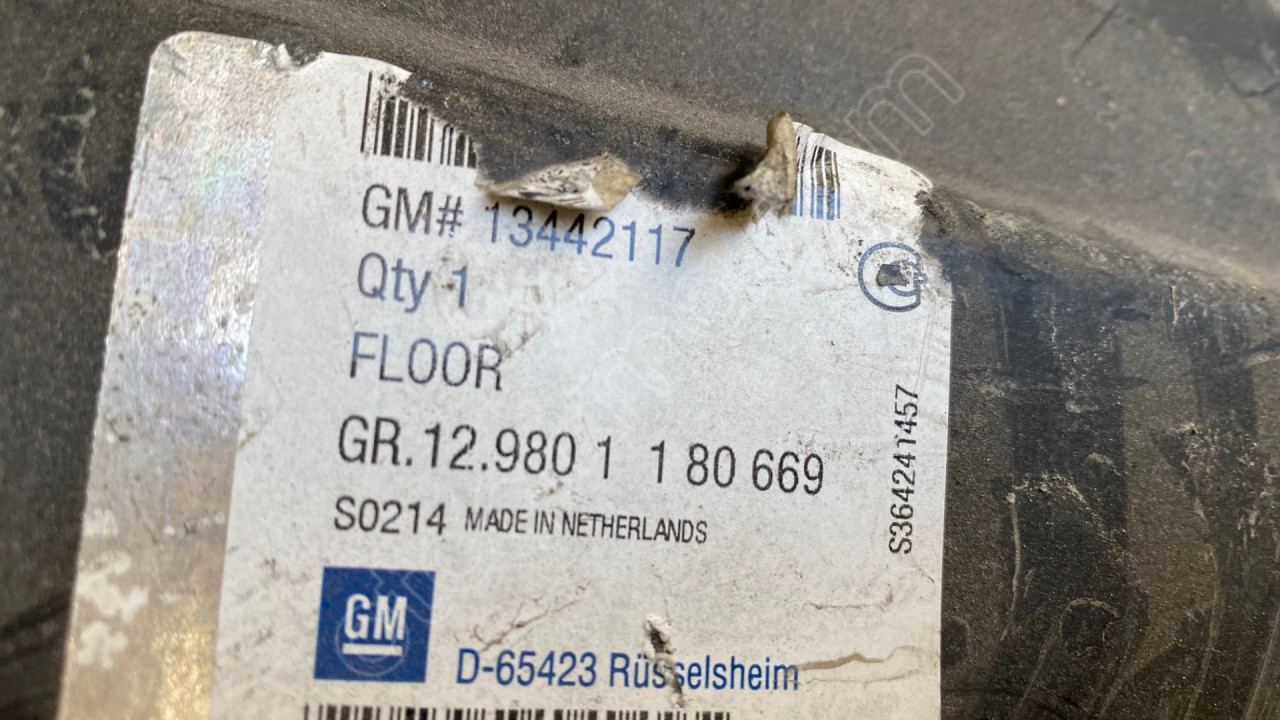 GM# 13442117
Qty 1
FLOOR
GR.12.980 1 1 80 669
S0214 MADE IN NETHERLANDS
GM
D-65423 Rüsselsheim
S364241457